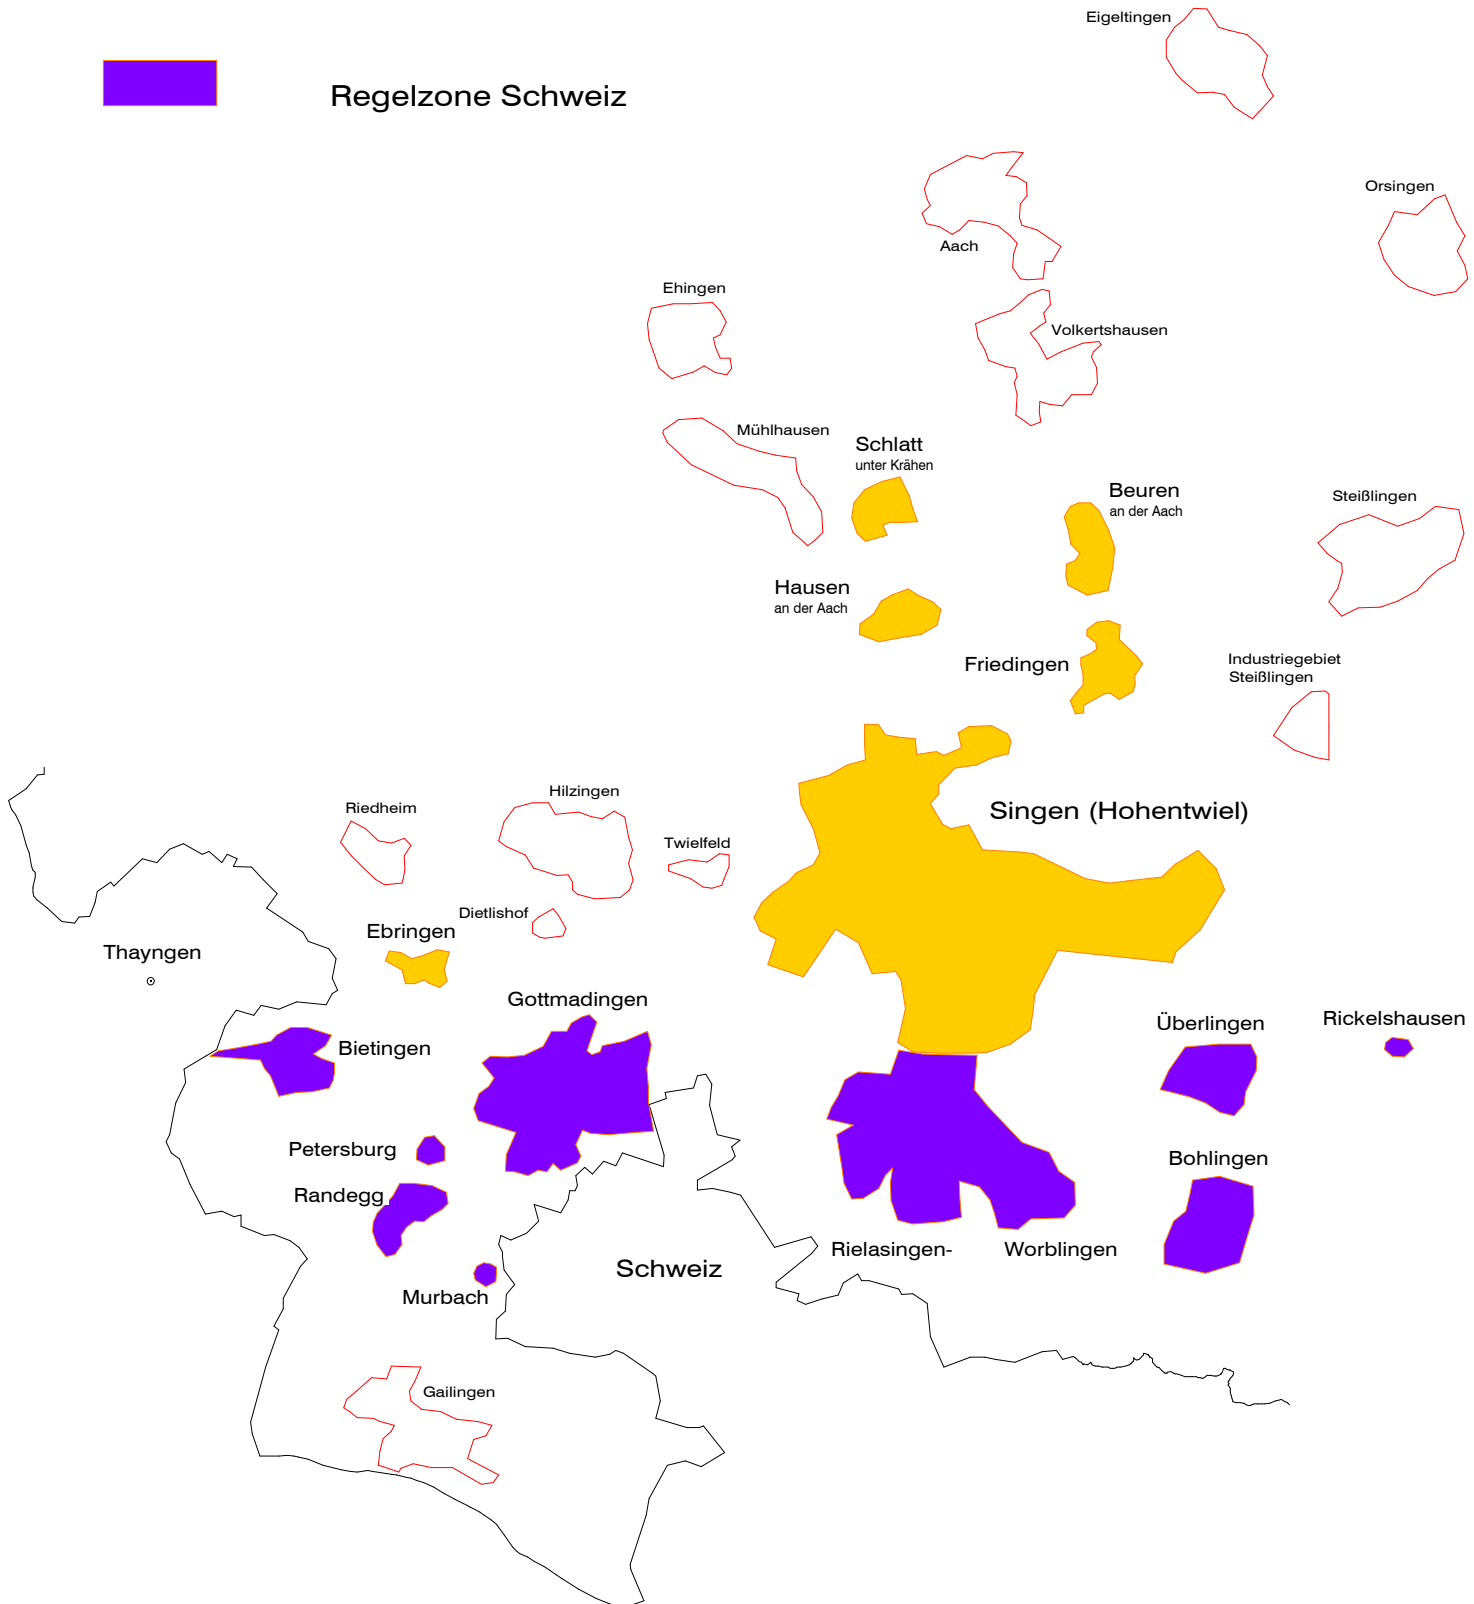 Eigeltingen
Regelzone Schweiz
Orsingen
Aach
Ehingen
Volkertshausen
Mühlhausen
Schlatt
unter Krähen
Beuren
an der Aach
Steißlingen
Hausen
an der Aach
Friedingen
Industriegebiet
Steißlingen
Hilzingen
Riedheim
Singen (Hohentwiel)
Twielfeld
Dietlishof
Ebringen
Thayngen
Gottmadingen
Rickelshausen
Überlingen
Bietingen
Petersburg
Bohlingen
Randegg
Rielasingen-
Worblingen
Schweiz
Murbach
Gailingen